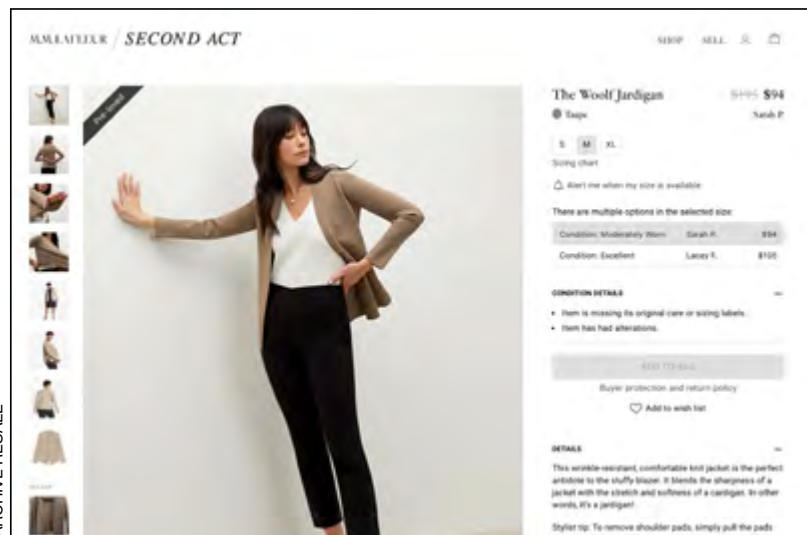 M.M.LAFLEUR / SECOND ACT
SHOP SELL
Pre-loved
The Woolf Jardigan $195 $94
Taupe Sarah P.
S M XL
Sizing chart
Alert me when my size is available
There are multiple options in the selected size:
Condition: Moderately Worn Sarah P. $94
Condition: Excellent Lacey F. $105
CONDITION DETAILS
• Item is missing its original care or sizing labels.
• Item has had alterations.
ADD TO BAG
Buyer protection and return policy
Add to wish list
DETAILS
This wrinkle-resistant, comfortable knit jacket is the perfect
antidote to the stuffy blazer. It blends the sharpness of a
jacket with the stretch and softness of a cardigan. In other
words, it's a jardigan!
Stylist tip: To remove shoulder pads, simply pull the pads